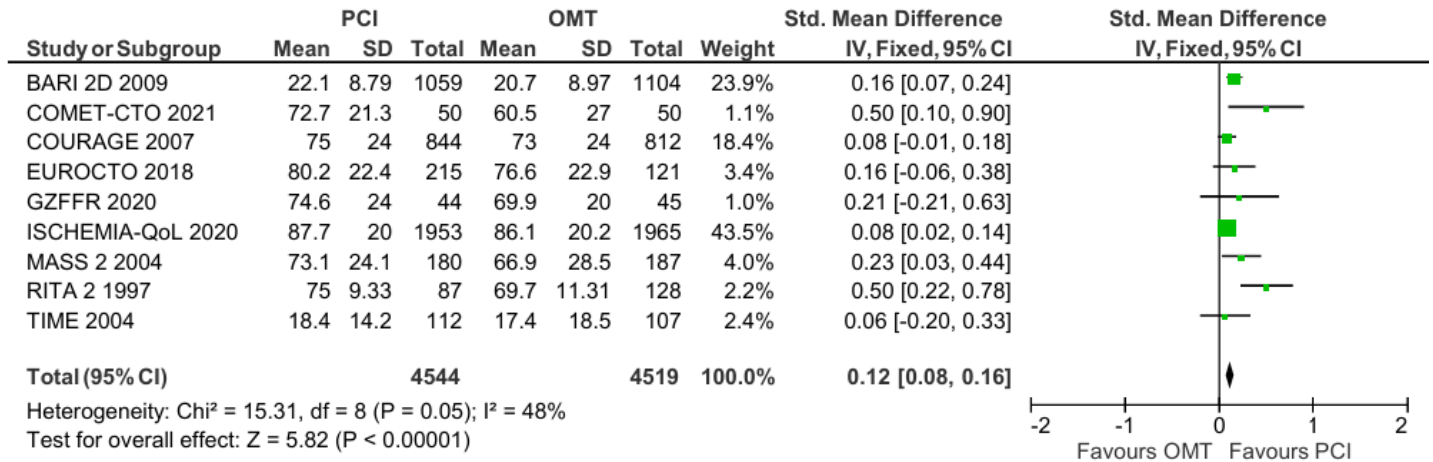 PCI OMT Std. Mean Difference Std. Mean Difference
Study or Subgroup Mean SD Total Mean SD Total Weight IV, Fixed, 95% CI IV, Fixed, 95% CI
BARI 2D 2009 22.1 8.79 1059 20.7 8.97 1104 23.9% 0.16 [0.07, 0.24]
COMET-CTO 2021 72.7 21.3 50 60.5 27 50 1.1% 0.50 [0.10, 0.90]
COURAGE 2007 75 24 844 73 24 812 18.4% 0.08 [-0.01, 0.18]
EUROCTO 2018 80.2 22.4 215 76.6 22.9 121 3.4% 0.16 [-0.06, 0.38]
GZFFR 2020 74.6 24 44 69.9 20 45 1.0% 0.21 [-0.21, 0.63]
ISCHEMIA-QoL 2020 87.7 20 1953 86.1 20.2 1965 43.5% 0.08 [0.02, 0.14]
MASS 2 2004 73.1 24.1 180 66.9 28.5 187 4.0% 0.23 [0.03, 0.44]
RITA 2 1997 75 9.33 87 69.7 11.31 128 2.2% 0.50 [0.22, 0.78]
TIME 2004 18.4 14.2 112 17.4 18.5 107 2.4% 0.06 [-0.20, 0.33]
Total (95% CI) 4544 4519 100.0% 0.12 [0.08, 0.16]
Heterogeneity: Chi² = 15.31, df = 8 (P = 0.05); I² = 48%
Test for overall effect: Z = 5.82 (P < 0.00001)
-2 -1 0 1 2
Favours OMT Favours PCI